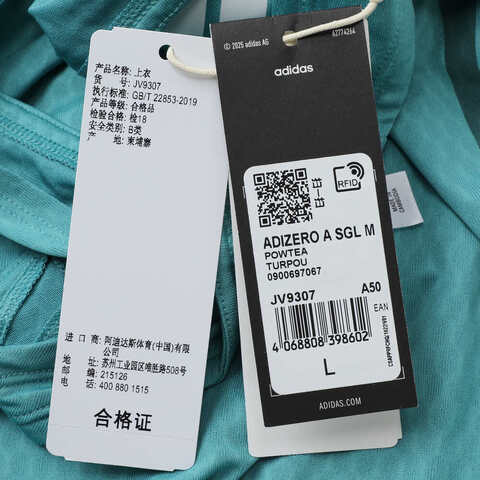 产品名称: 上衣
货 号: JV9307
执行标准: GB/T 22853-2019
产品等级: 合格品
检验合格: 检18
安全类别: B类
产 地: 柬埔寨
进 口 商: 阿迪达斯体育(中国)有限
公司
地 址: 苏州工业园区唯胜路508号
邮 编: 215126
电 话: 400 880 1515
合格证
© 2025 adidas AG
62774264
adidas
RFID
ADIZERO A SGL M
POWTEA
TURPOU
0900697067
JV9307
A50
EAN
4 068808 398602
L
ADIDAS.COM
MADE IN
CAMBODIA